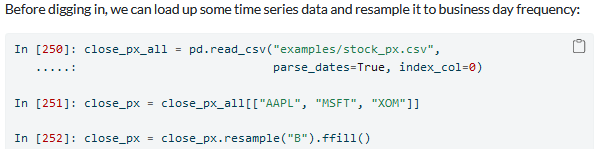 Before digging in, we can load up some time series data and resample it to business day frequency:
In [250]: close_px_all = pd.read_csv("examples/stock_px.csv",
   .....:                            parse_dates=True, index_col=0)
In [251]: close_px = close_px_all[["AAPL", "MSFT", "XOM"]]
In [252]: close_px = close_px.resample("B").ffill()